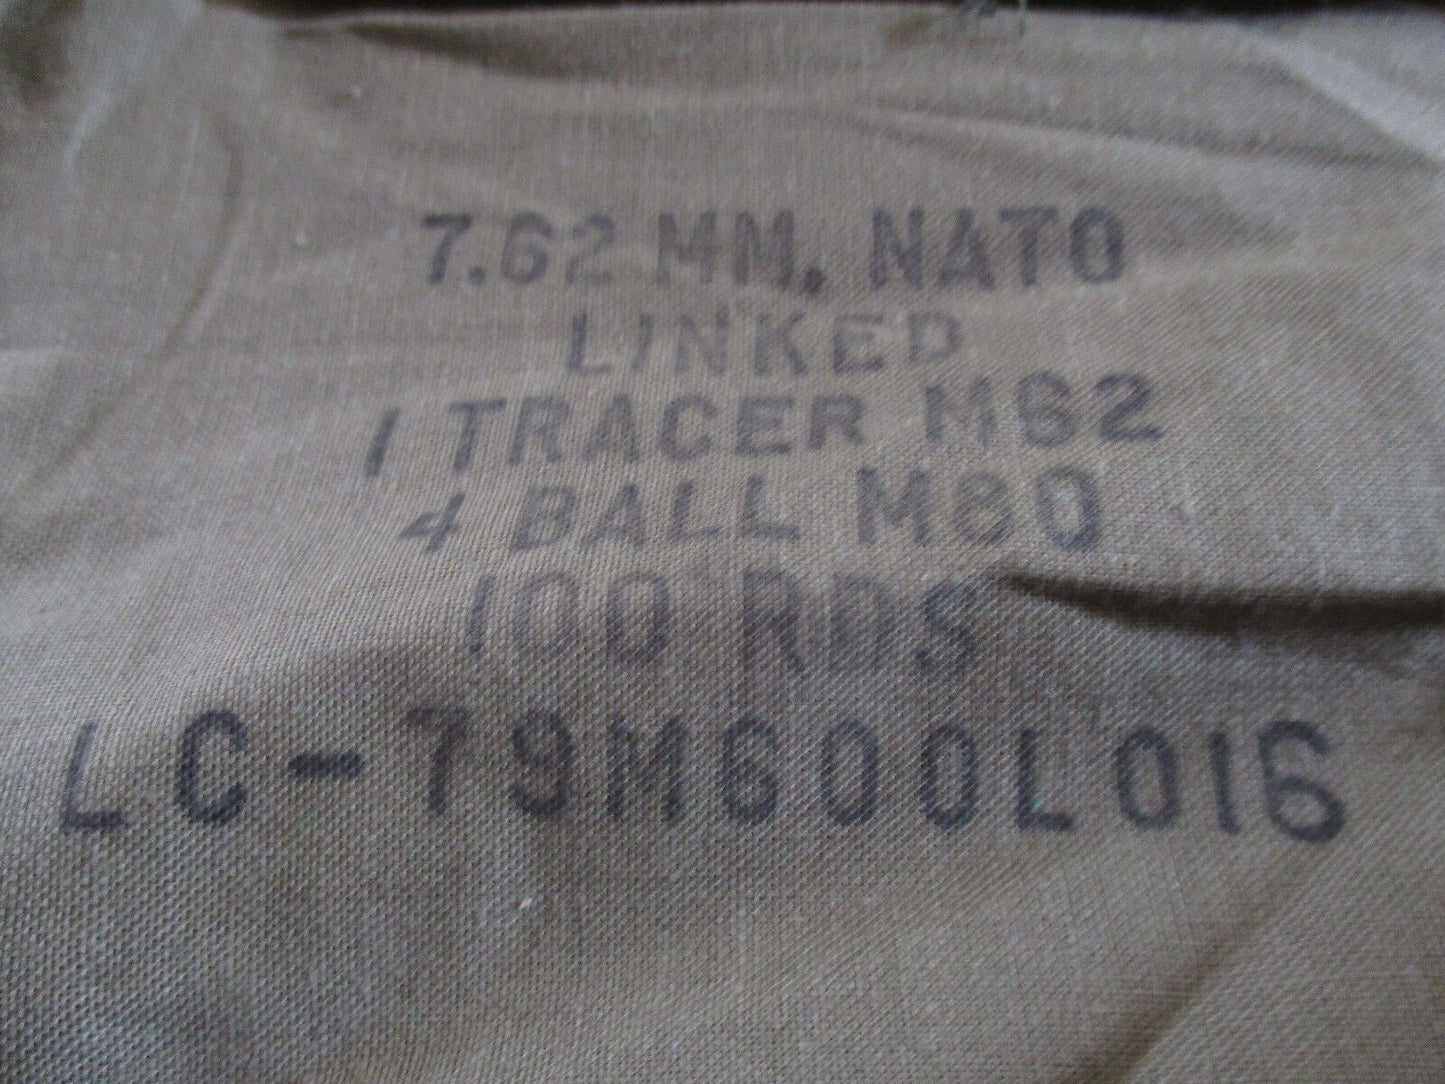 7.62 MM, NATO
LINKED
1 TRACER M62
4 BALL M80
100 RDS
LC-79M600L016